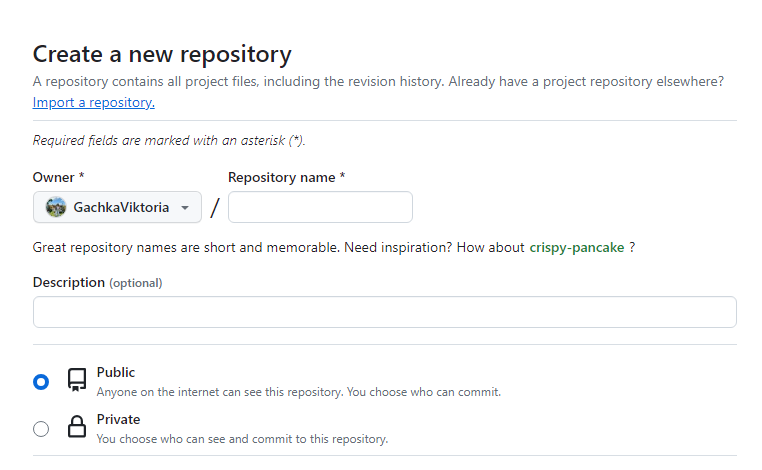 Create a new repository
A repository contains all project files, including the revision history. Already have a project repository elsewhere?
Import a repository.
Required fields are marked with an asterisk (*).
Owner * Repository name *
GachkaViktoria /
Great repository names are short and memorable. Need inspiration? How about crispy-pancake ?
Description (optional)
Public
Anyone on the internet can see this repository. You choose who can commit.
Private
You choose who can see and commit to this repository.